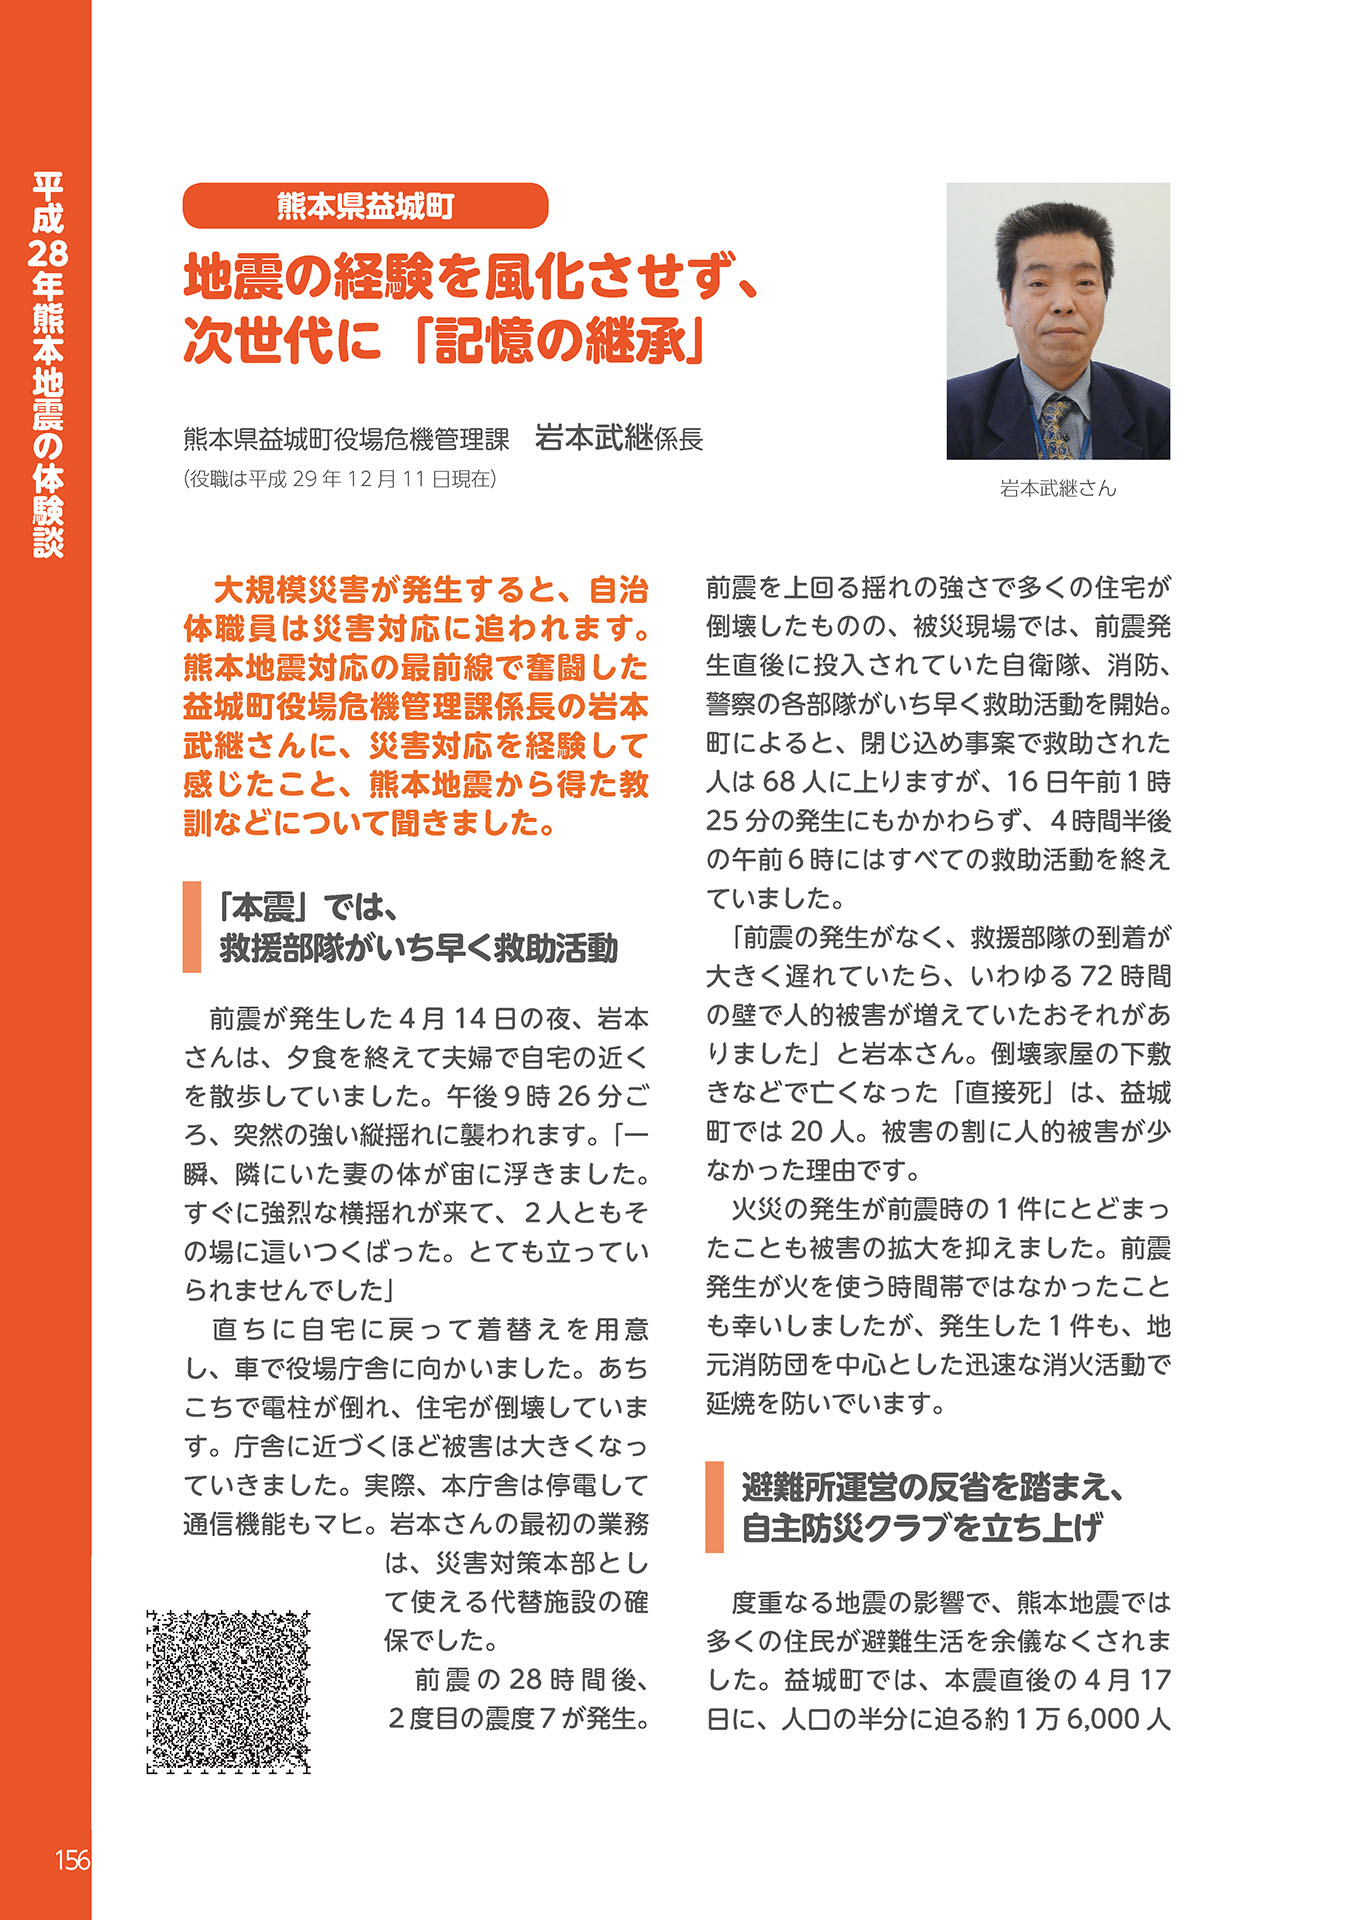 平成28年熊本地震の体験談
熊本県益城町
地震の経験を風化させず、
次世代に「記憶の継承」
熊本県益城町役場危機管理課　岩本武継係長
（役職は平成29年12月11日現在）
岩本武継さん
大規模災害が発生すると、自治
体職員は災害対応に追われます。
熊本地震対応の最前線で奮闘した
益城町役場危機管理課係長の岩本
武継さんに、災害対応を経験して
感じたこと、熊本地震から得た教
訓などについて聞きました。
「本震」では、
救援部隊がいち早く救助活動
前震が発生した４月14日の夜、岩本
さんは、夕食を終えて夫婦で自宅の近く
を散歩していました。午後９時26分ご
ろ、突然の強い縦揺れに襲われます。「一
瞬、隣にいた妻の体が宙に浮きました。
すぐに強烈な横揺れが来て、２人ともそ
の場に這いつくばった。とても立ってい
られませんでした」
直ちに自宅に戻って着替えを用意
し、車で役場庁舎に向かいました。あち
こちで電柱が倒れ、住宅が倒壊していま
す。庁舎に近づくほど被害は大きくなっ
ていきました。実際、本庁舎は停電して
通信機能もマヒ。岩本さんの最初の業務
は、災害対策本部とし
て使える代替施設の確
保でした。
前震の28時間後、
２度目の震度７が発生。
前震を上回る揺れの強さで多くの住宅が
倒壊したものの、被災現場では、前震発
生直後に投入されていた自衛隊、消防、
警察の各部隊がいち早く救助活動を開始。
町によると、閉じ込め事案で救助された
人は68人に上りますが、16日午前１時
25分の発生にもかかわらず、４時間半後
の午前６時にはすべての救助活動を終え
ていました。
「前震の発生がなく、救援部隊の到着が
大きく遅れていたら、いわゆる72時間
の壁で人的被害が増えていたおそれがあ
りました」と岩本さん。倒壊家屋の下敷
きなどで亡くなった「直接死」は、益城
町では20人。被害の割に人的被害が少
なかった理由です。
火災の発生が前震時の１件にとどまっ
たことも被害の拡大を抑えました。前震
発生が火を使う時間帯ではなかったこと
も幸いしましたが、発生した１件も、地
元消防団を中心とした迅速な消火活動で
延焼を防いでいます。
避難所運営の反省を踏まえ、
自主防災クラブを立ち上げ
度重なる地震の影響で、熊本地震では
多くの住民が避難生活を余儀なくされま
した。益城町では、本震直後の４月17
日に、人口の半分に迫る約１万6,000人
156